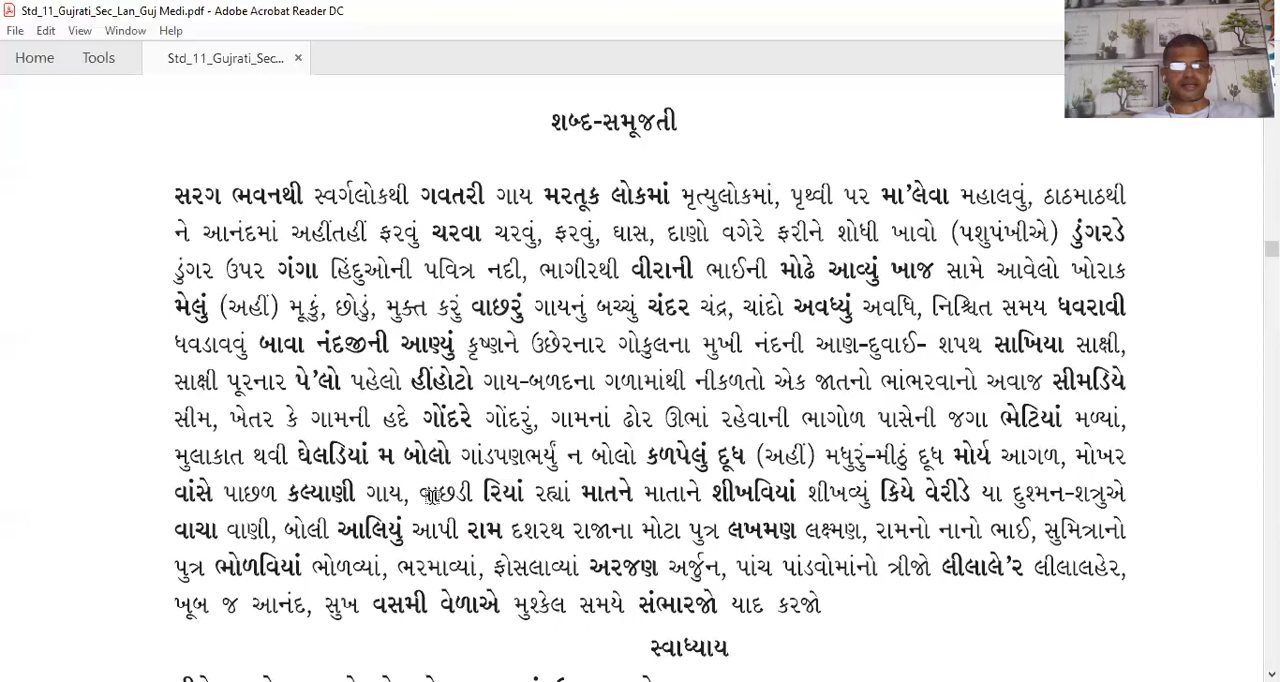 Std_11_Gujrati_Sec_Lan_Guj Medi.pdf - Adobe Acrobat Reader DC
File Edit View Window Help
Home Tools Std_11_Gujrati_Sec... ×
શબ્દ-સમૂજતી
સરગ ભવનથી સ્વર્ગલોકથી ગવતરી ગાય મરતૂક લોકમાં મૃત્યુલોકમાં, પૃથ્વી પર મા'લેવા મહાલવું, ઠાઠમાઠથી
ને આનંદમાં અહીંતહીં ફરવું ચરવા ચરવું, ફરવું, ઘાસ, દાણો વગેરે ફરીને શોધી ખાવો (પશુપંખીએ) ડુંગરડે
ડુંગર ઉપર ગંગા હિંદુઓની પવિત્ર નદી, ભાગીરથી વીરાની ભાઈની મોઢે આવ્યું ખાજ સામે આવેલો ખોરાક
મેલું (અહીં) મૂકું, છોડું, મુક્ત કરું વાછરું ગાયનું બચ્ચું ચંદર ચંદ્ર, ચાંદો અવધ્યું અવધિ, નિશ્ચિત સમય ધવરાવી
ધવડાવવું બાવા નંદજીની આણ્યું કૃષ્ણને ઉછેરનાર ગોકુલના મુખી નંદની આણ-દુવાઈ- શપથ સાખિયા સાક્ષી,
સાક્ષી પૂરનાર પે'લો પહેલો હીંહોટો ગાય-બળદના ગળામાંથી નીકળતો એક જાતનો ભાંભરવાનો અવાજ સીમડિયે
સીમ, ખેતર કે ગામની હદે ગોંદરે ગોંદરું, ગામનાં ઢોર ઊભાં રહેવાની ભાગોળ પાસેની જગા ભેટિયાં મળ્યાં,
મુલાકાત થવી ઘેલડિયાં મ બોલો ગાંડપણભર્યું ન બોલો કળપેલું દૂધ (અહીં) મધુરું-મીઠું દૂધ મોર્ય આગળ, મોખર
વાંસે પાછળ કલ્યાણી ગાય, વાછડી રિયાં રહ્યાં માતને માતાને શીખવિયાં શીખવ્યું કિયે વેરીડે યા દુશ્મન-શત્રુએ
વાચા વાણી, બોલી આલિયું આપી રામ દશરથ રાજાના મોટા પુત્ર લખમણ લક્ષ્મણ, રામનો નાનો ભાઈ, સુમિત્રાનો
પુત્ર ભોળવિયાં ભોળવ્યાં, ભરમાવ્યાં, ફોસલાવ્યાં અરજણ અર્જુન, પાંચ પાંડવોમાંનો ત્રીજો લીલાલે'ર લીલાલહેર,
ખૂબ જ આનંદ, સુખ વસમી વેળાએ મુશ્કેલ સમયે સંભારજો યાદ કરજો
સ્વાધ્યાય